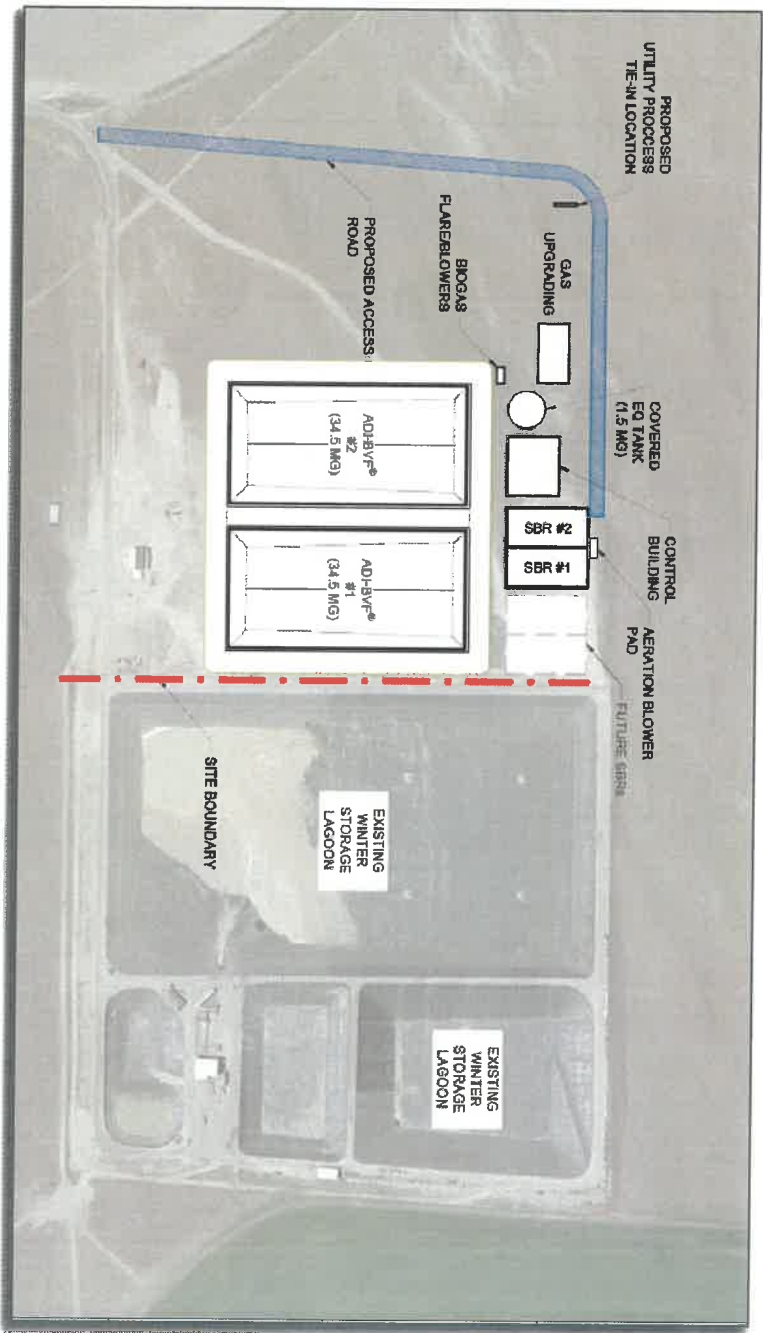 PROPOSED
UTILITY PROCCESS
TIE-IN LOCATION
GAS
UPGRADING
BIOGAS
FLARE/BLOWERS
PROPOSED ACCESS
ROAD
COVERED
EQ TANK
(1.5 MG)
CONTROL
BUILDING
AERATION BLOWER
PAD
FUTURE SBRs
SBR #2
SBR #1
ADI-BVF®
#2
(34.5 MG)
ADI-BVF®
#1
(34.5 MG)
SITE BOUNDARY
EXISTING
WINTER
STORAGE
LAGOON
EXISTING
WINTER
STORAGE
LAGOON